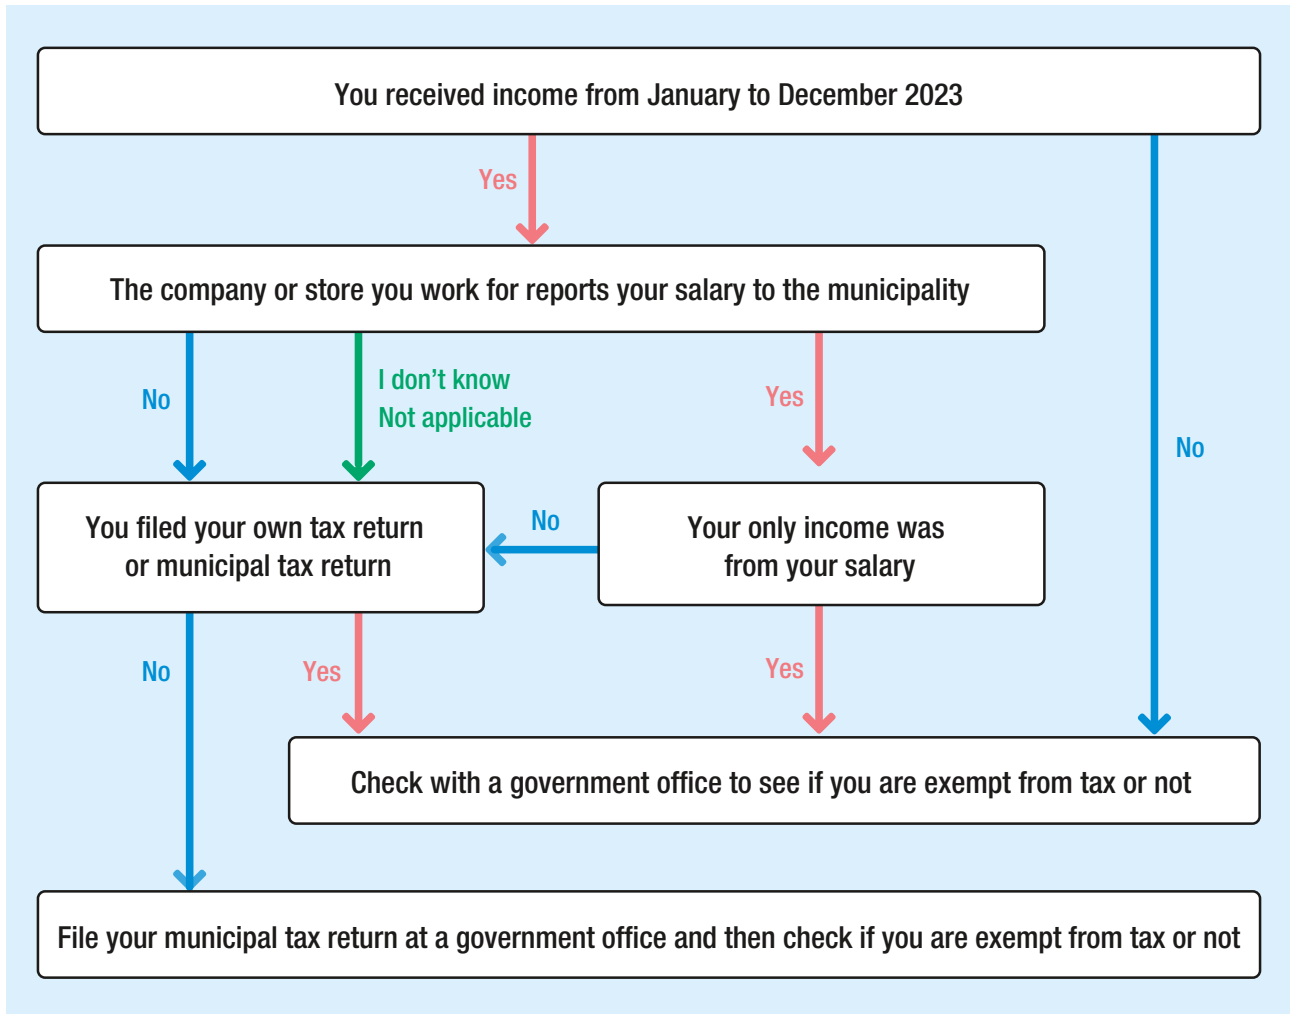 You received income from January to December 2023
Yes
The company or store you work for reports your salary to the municipality
No
I don't know
Not applicable
Yes
No
You filed your own tax return
or municipal tax return
No
Your only income was
from your salary
No
Yes
Yes
Check with a government office to see if you are exempt from tax or not
File your municipal tax return at a government office and then check if you are exempt from tax or not